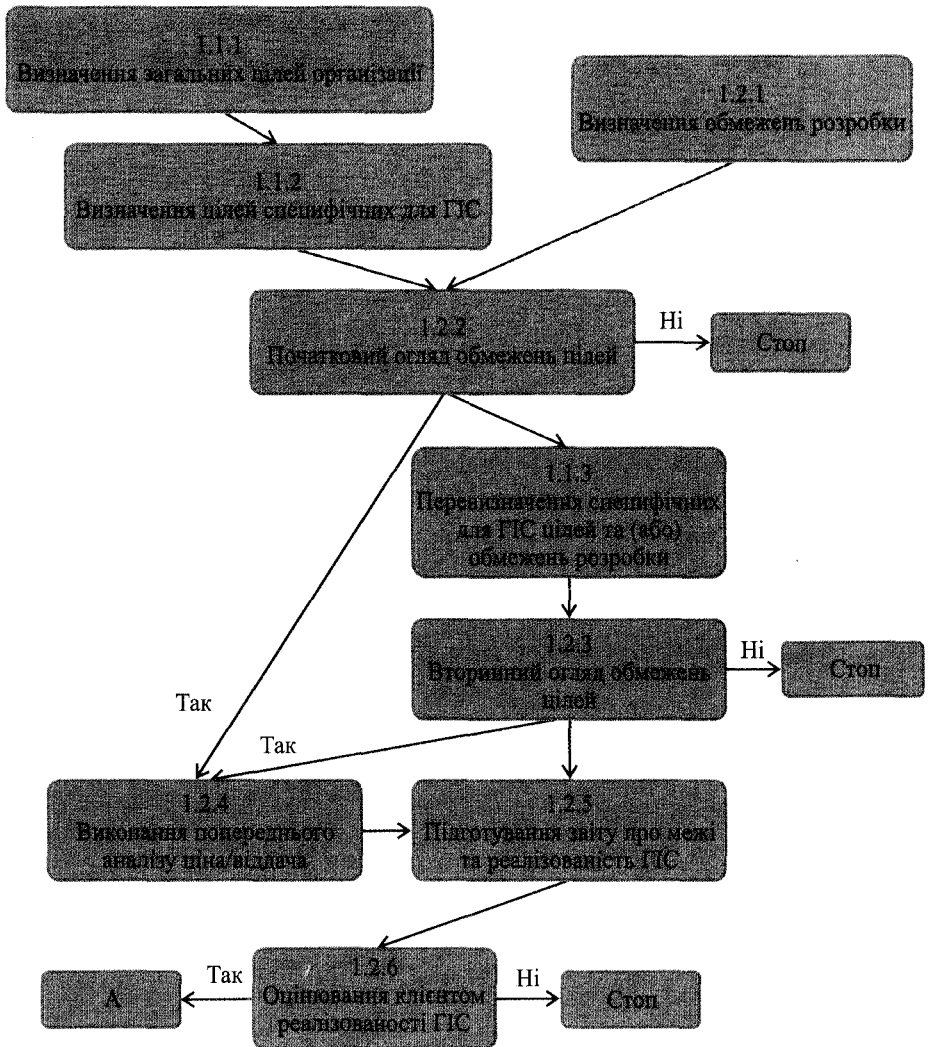 1.1.1
Визначення загальних цілей організації
1.2.1
Визначення обмежень розробки
1.1.2
Визначення цілей специфічних для ГІС
1.2.2
Початковий огляд обмежень цілей
Ні
Стоп
1.1.3
Перевизначення специфічних
для ГІС цілей та (або)
обмежень розробки
1.2.3
Вторинний огляд обмежень
цілей
Ні
Стоп
Так
Так
1.2.4
Виконання попереднього
аналізу ціна/віддача
1.2.5
Підготування звіту про межі
та реалізованість ГІС
1.2.6
Оцінювання клієнтом
реалізованості ГІС
Так
А
Ні
Стоп